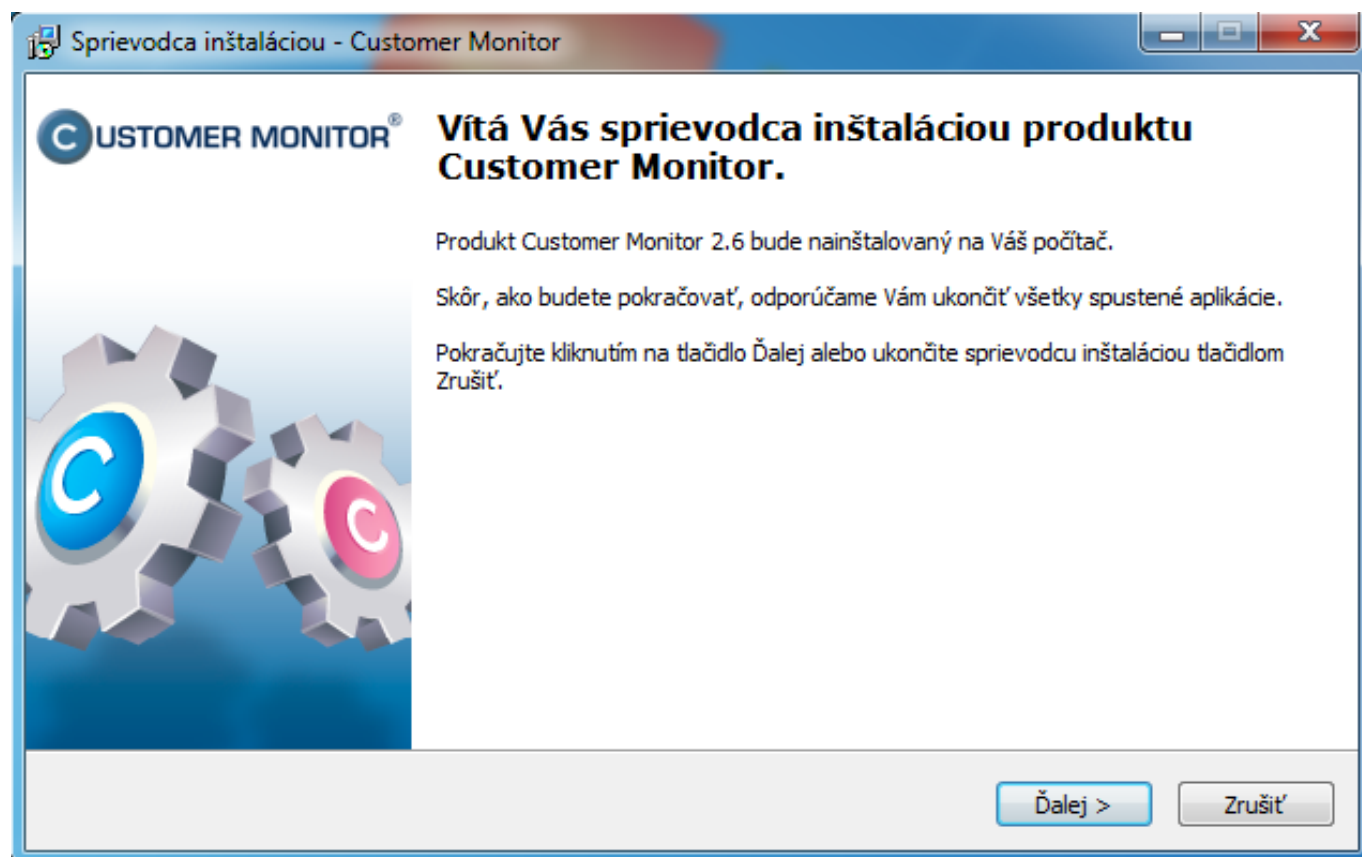 Sprievodca inštaláciou - Customer Monitor
CUSTOMER MONITOR®
Vítá Vás sprievodca inštaláciou produktu
Customer Monitor.
Produkt Customer Monitor 2.6 bude nainštalovaný na Váš počítač.
Skôr, ako budete pokračovať, odporúčame Vám ukončiť všetky spustené aplikácie.
Pokračujte kliknutím na tlačidlo Ďalej alebo ukončite sprievodcu inštaláciou tlačidlom
Zrušiť.
C
C
Ďalej >
Zrušiť